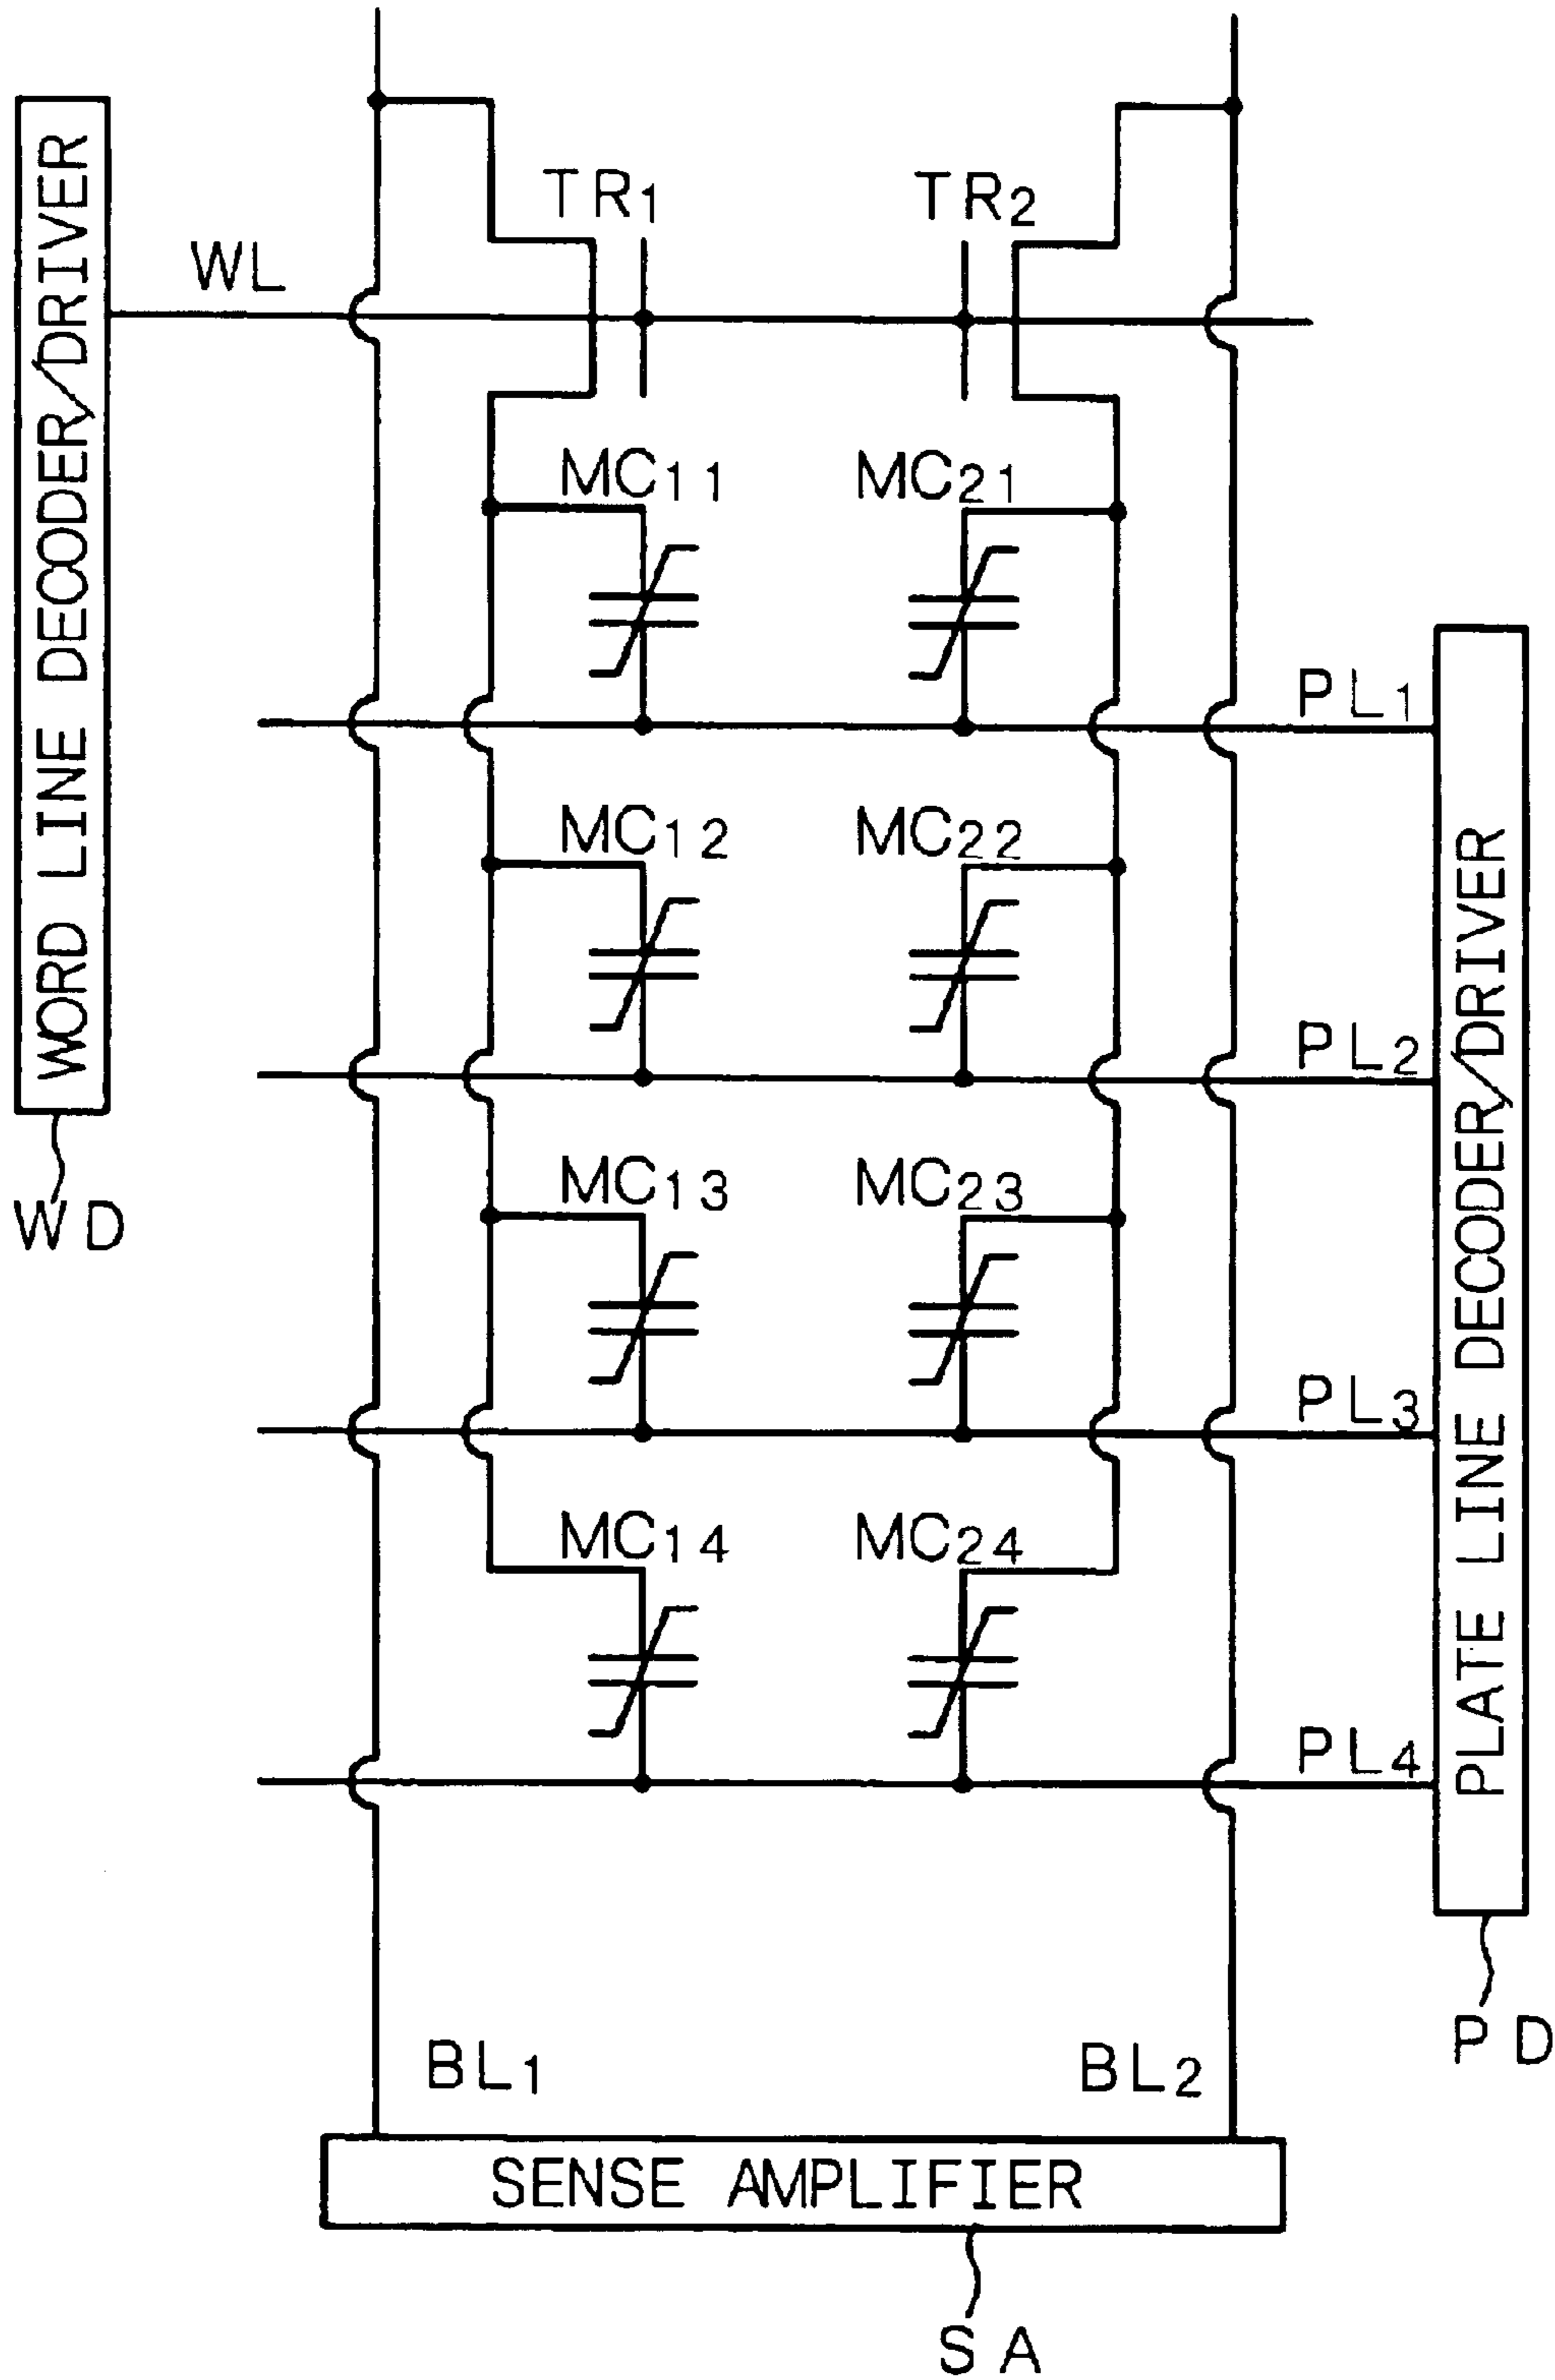 WORD LINE DECODER/DRIVER
WD
WL
TR1
TR2
MC11
MC21
PL1
MC12
MC22
PL2
MC13
MC23
PL3
MC14
MC24
PL4
PLATE LINE DECODER/DRIVER
PD
BL1
BL2
SENSE AMPLIFIER
SA